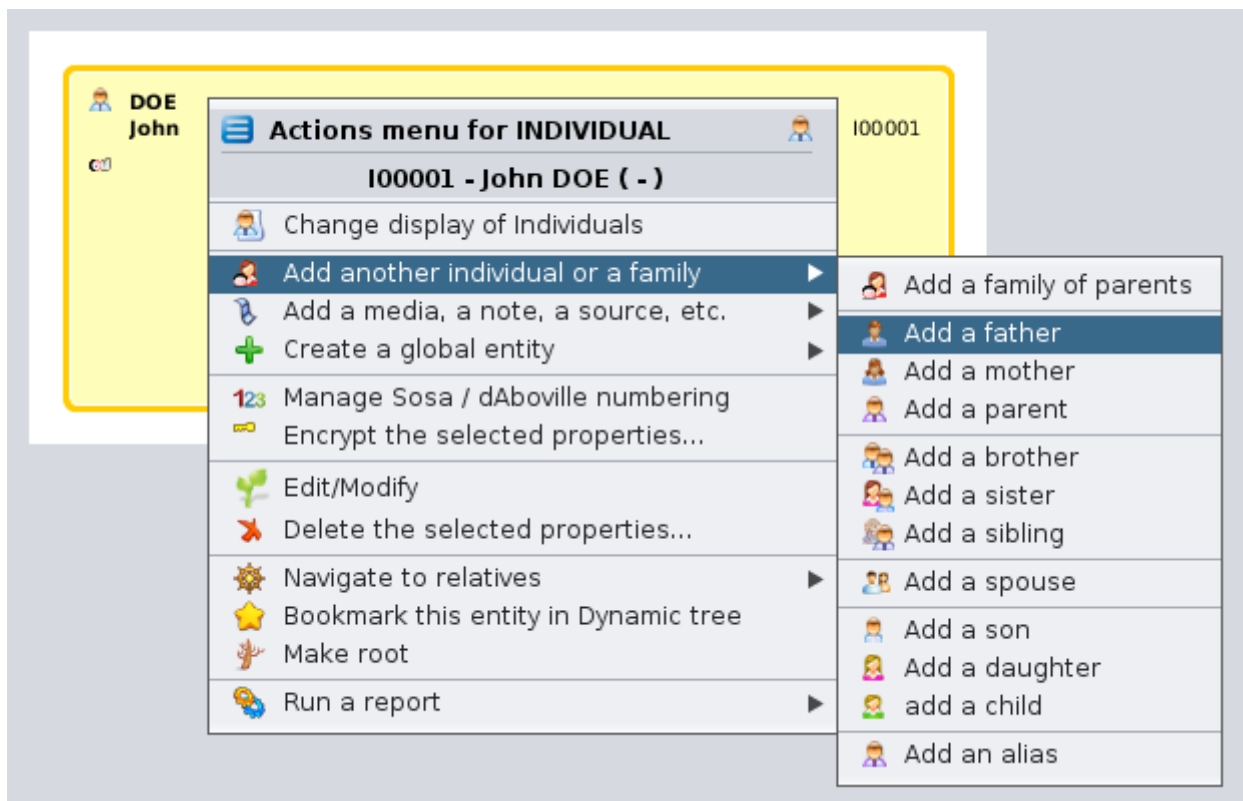 DOE
John
I00001
Actions menu for INDIVIDUAL
I00001 - John DOE ( - )
Change display of Individuals
Add another individual or a family
Add a media, a note, a source, etc.
Create a global entity
123 Manage Sosa / dAboville numbering
Encrypt the selected properties...
Edit/Modify
Delete the selected properties...
Navigate to relatives
Bookmark this entity in Dynamic tree
Make root
Run a report
Add a family of parents
Add a father
Add a mother
Add a parent
Add a brother
Add a sister
Add a sibling
Add a spouse
Add a son
Add a daughter
add a child
Add an alias